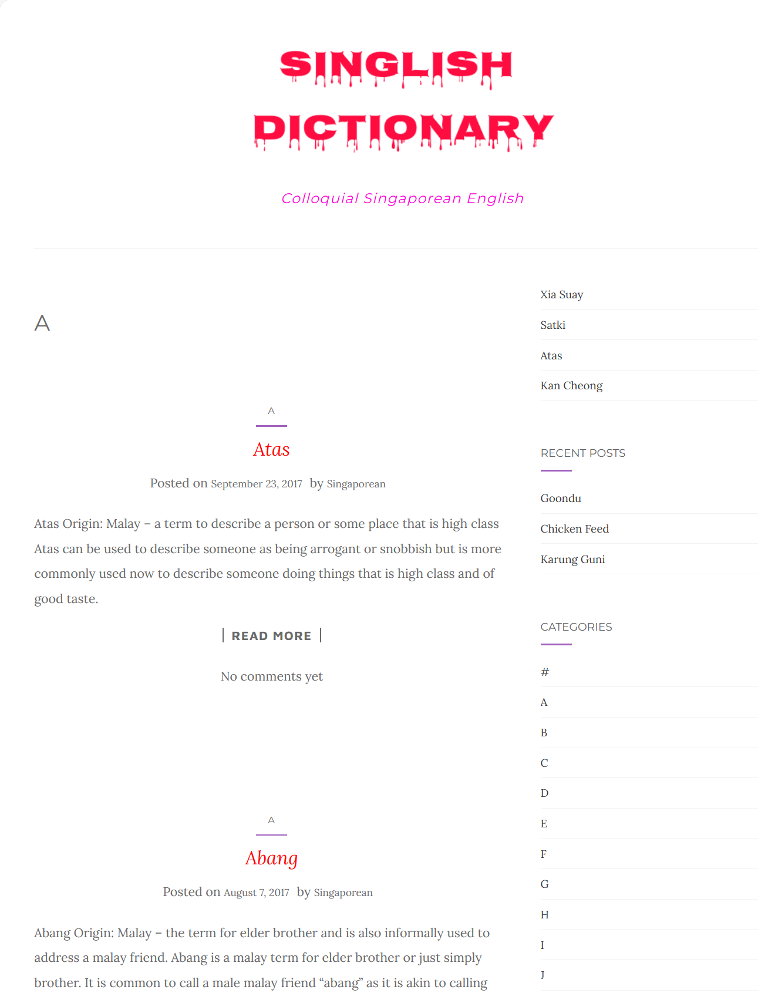 SINGLISH
DICTIONARY
Colloquial Singaporean English
A
A
Atas
Posted on September 23, 2017 by Singaporean
Atas Origin: Malay – a term to describe a person or some place that is high class
Atas can be used to describe someone as being arrogant or snobbish but is more
commonly used now to describe someone doing things that is high class and of
good taste.
READ MORE
No comments yet
A
Abang
Posted on August 7, 2017 by Singaporean
Abang Origin: Malay – the term for elder brother and is also informally used to
address a malay friend. Abang is a malay term for elder brother or just simply
brother. It is common to call a male malay friend “abang” as it is akin to calling
Xia Suay
Satki
Atas
Kan Cheong
RECENT POSTS
Goondu
Chicken Feed
Karung Guni
CATEGORIES
#
A
B
C
D
E
F
G
H
I
J